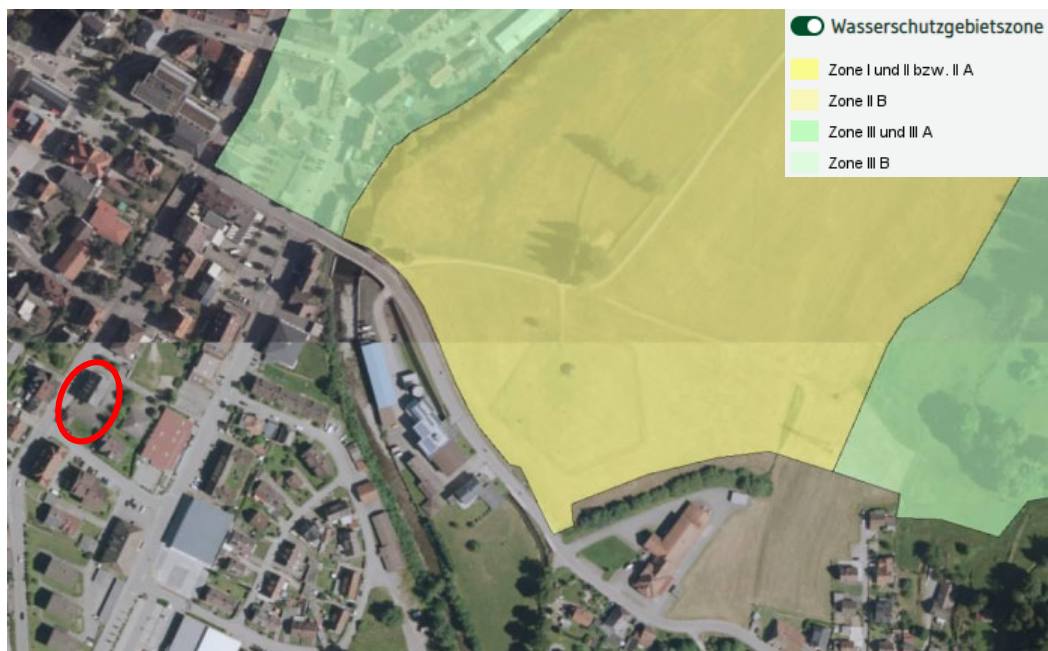 Wasserschutzgebietszone
Zone I und II bzw. II A
Zone II B
Zone III und III A
Zone III B